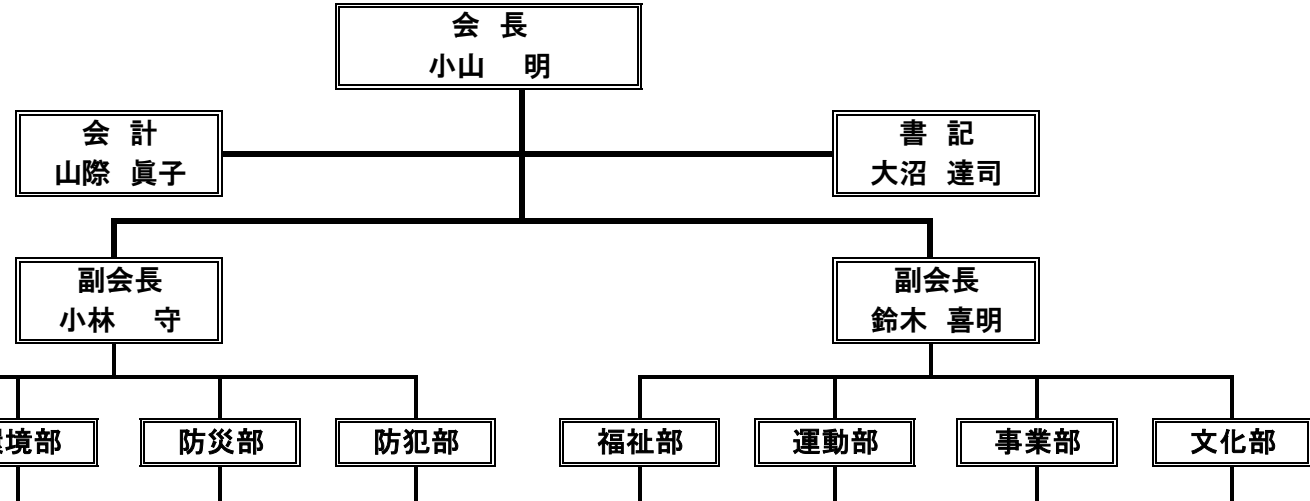 会 長
小山 明
会 計
山際 眞子
書 記
大沼 達司
副会長
小林 守
副会長
鈴木 喜明
境部
防災部
防犯部
福祉部
運動部
事業部
文化部